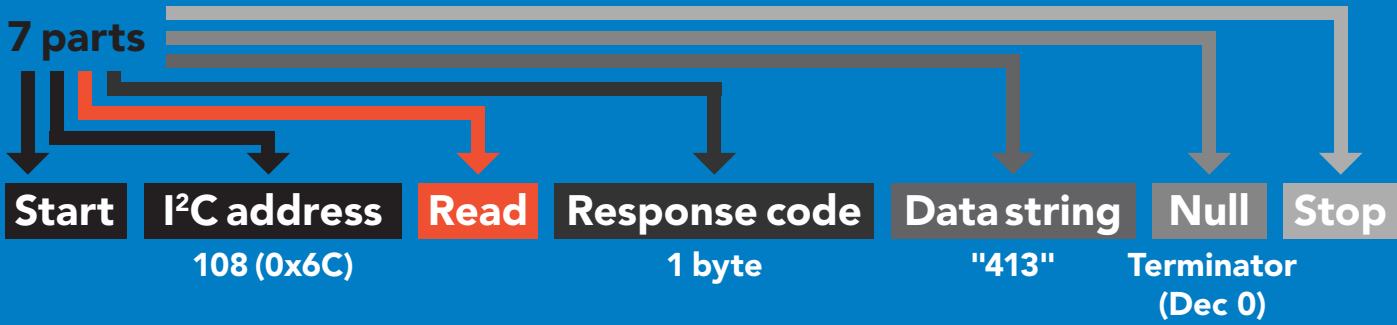 7 parts
Start I²C address Read Response code Data string Null Stop
108 (0x6C) 1 byte "413" Terminator
(Dec 0)